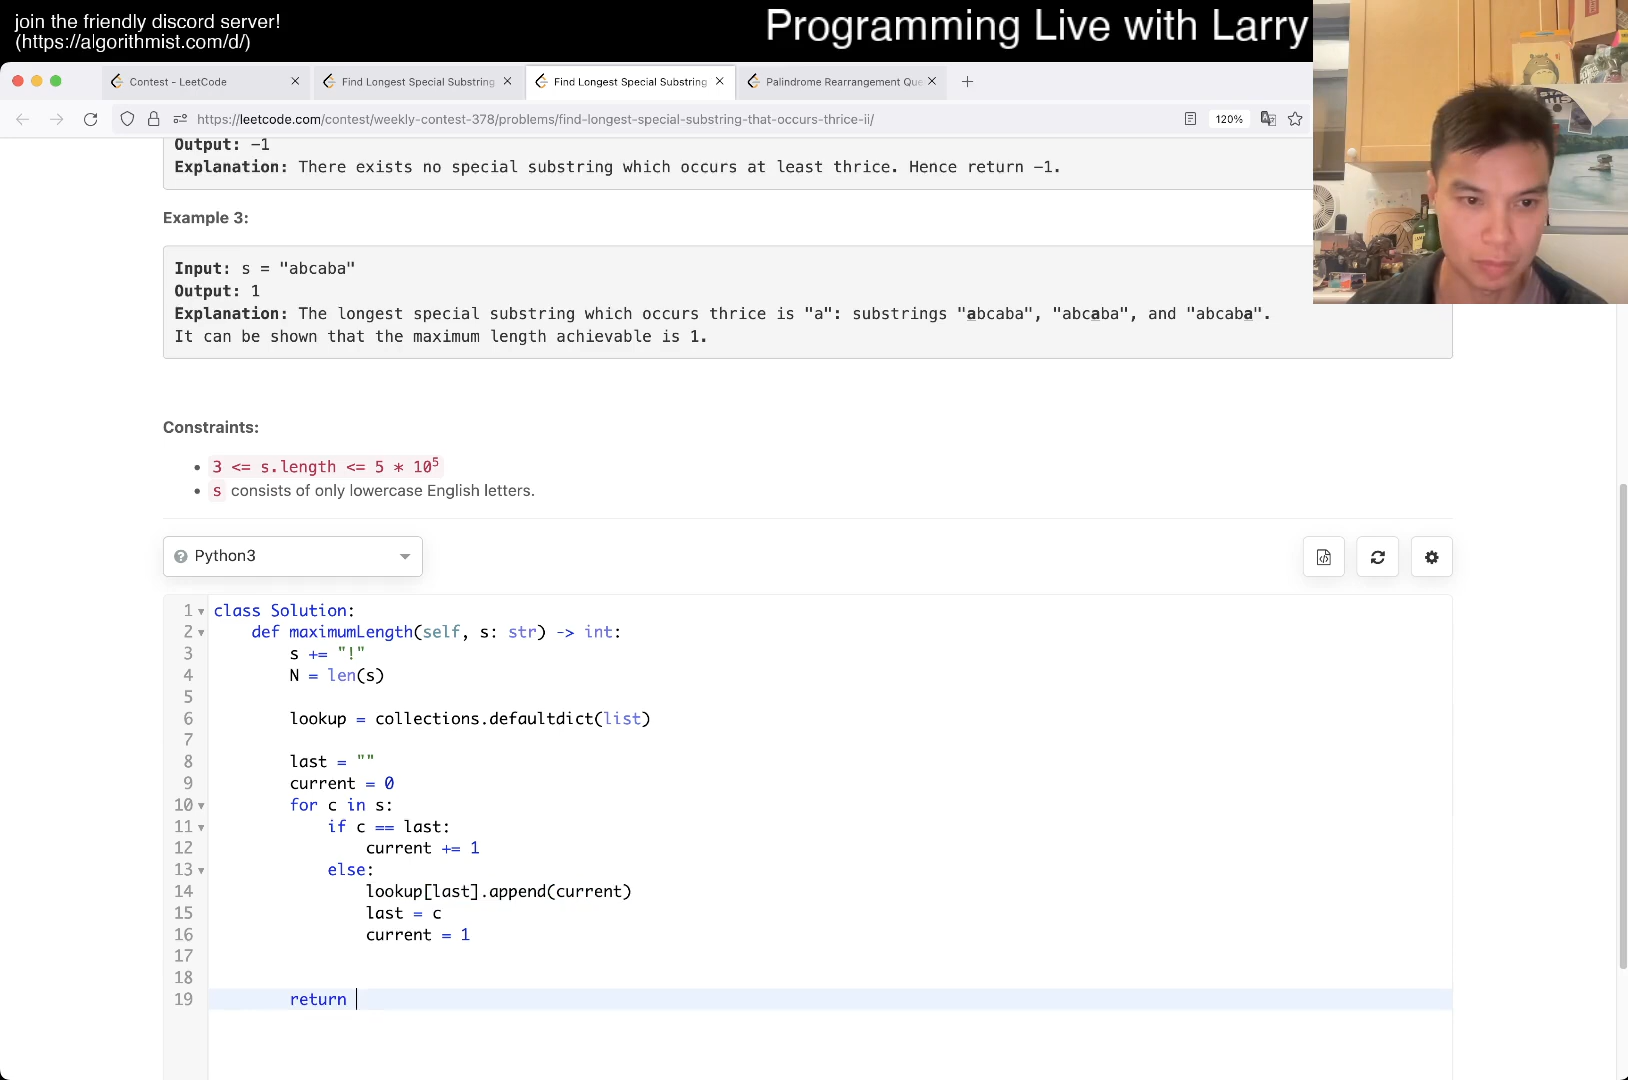 join the friendly discord server!
(https://algorithmist.com/d/)
Programming Live with Larry
Contest - LeetCode
Find Longest Special Substring
Find Longest Special Substring
Palindrome Rearrangement Que
https://leetcode.com/contest/weekly-contest-378/problems/find-longest-special-substring-that-occurs-thrice-ii/
120%
Output: -1
Explanation: There exists no special substring which occurs at least thrice. Hence return -1.
Example 3:
Input: s = "abcaba"
Output: 1
Explanation: The longest special substring which occurs thrice is "a": substrings "abcaba", "abcaba", and "abcaba".
It can be shown that the maximum length achievable is 1.
Constraints:
3 <= s.length <= 5 * 10⁵
s consists of only lowercase English letters.
Python3
1 class Solution:
2 def maximumLength(self, s: str) -> int:
3 s += "!"
4 N = len(s)
5
6 lookup = collections.defaultdict(list)
7
8 last = ""
9 current = 0
10 for c in s:
11 if c == last:
12 current += 1
13 else:
14 lookup[last].append(current)
15 last = c
16 current = 1
17
18
19 return